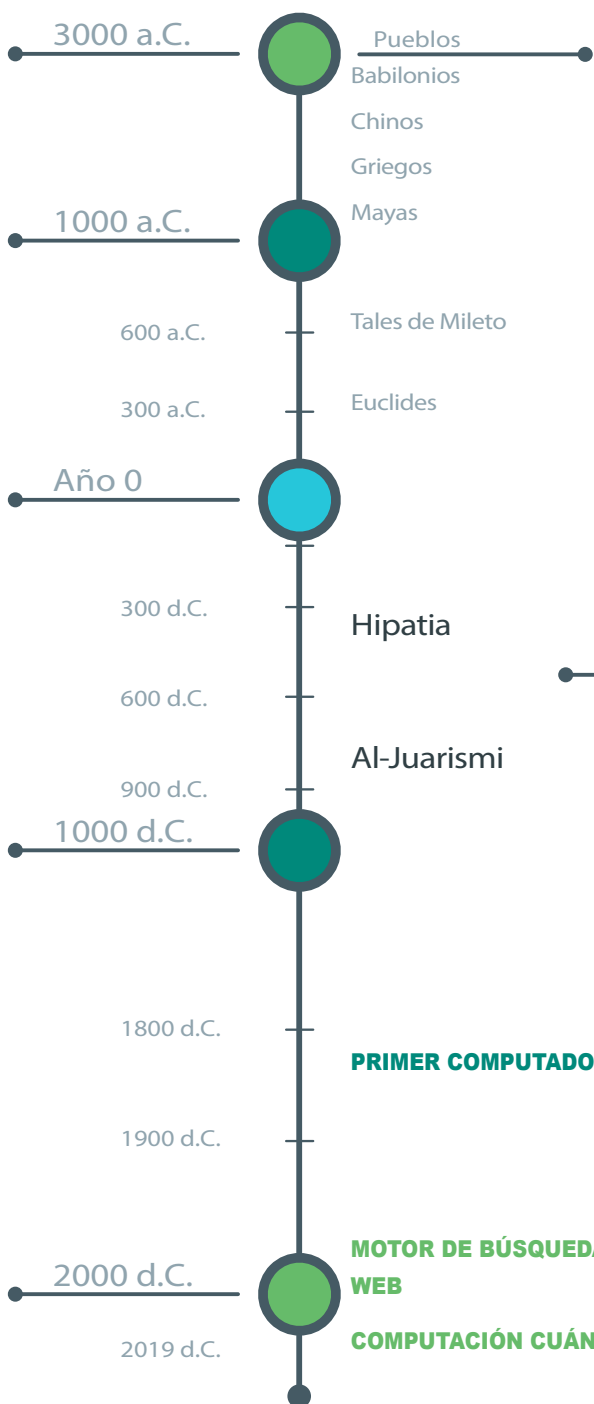 3000 a.C.
Pueblos
Babilonios
Chinos
Griegos
Mayas
1000 a.C.
Tales de Mileto
600 a.C.
Euclides
300 a.C.
Año 0
300 d.C.
Hipatia
600 d.C.
Al-Juarismi
900 d.C.
1000 d.C.
1800 d.C.
PRIMER COMPUTADO
1900 d.C.
MOTOR DE BÚSQUEDA
WEB
2000 d.C.
COMPUTACIÓN CUÁN
2019 d.C.